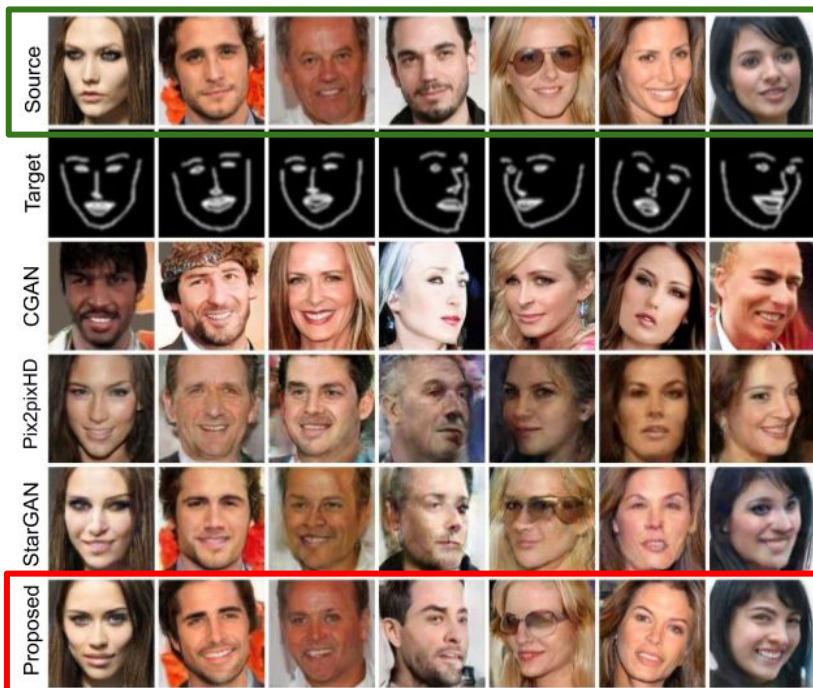 Source
Target
CGAN
Pix2pixHD
StarGAN
Proposed